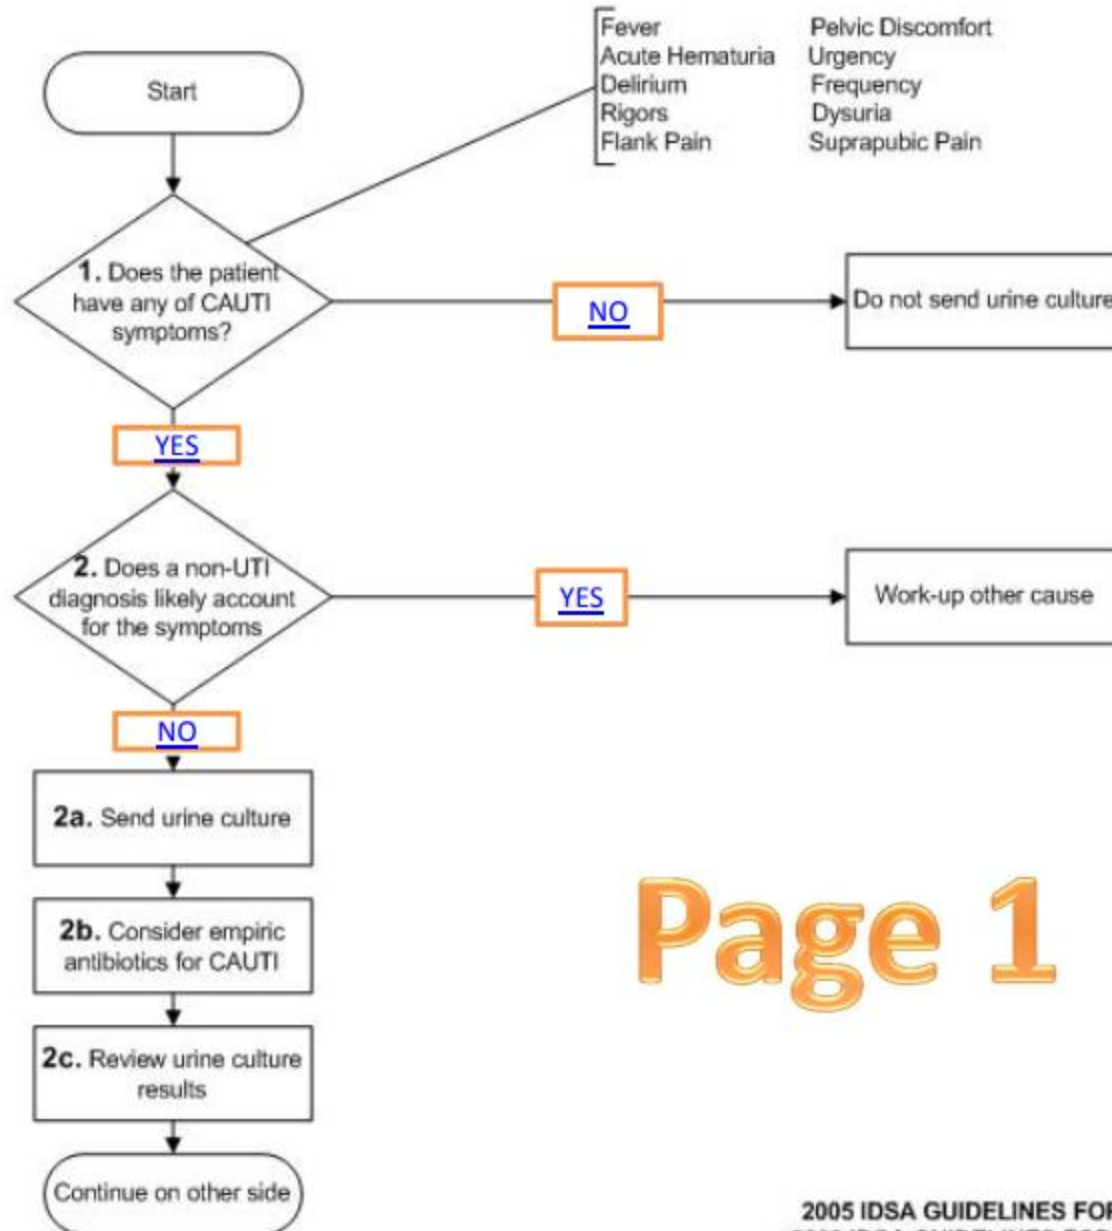 Fever Pelvic Discomfort
Acute Hematuria Urgency
Delirium Frequency
Rigors Dysuria
Flank Pain Suprapubic Pain
Start
1. Does the patient
have any of CAUTI
symptoms?
NO
Do not send urine culture
YES
2. Does a non-UTI
diagnosis likely account
for the symptoms
YES
Work-up other cause
NO
2a. Send urine culture
2b. Consider empiric
antibiotics for CAUTI
2c. Review urine culture
results
Continue on other side
Page 1
2005 IDSA GUIDELINES FOR